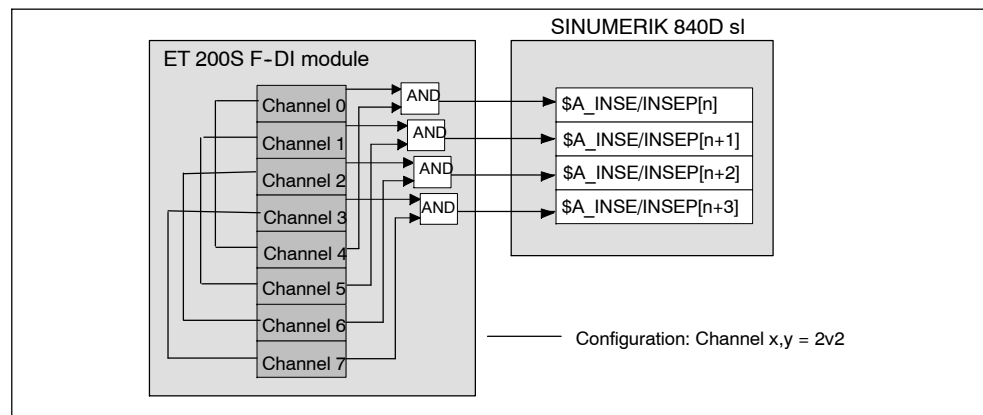 SINUMERIK 840D sl
ET 200S F-DI module
Channel 0
Channel 1
Channel 2
Channel 3
Channel 4
Channel 5
Channel 6
Channel 7
AND
AND
AND
AND
$A_INSE/INSEP[n]
$A_INSE/INSEP[n+1]
$A_INSE/INSEP[n+2]
$A_INSE/INSEP[n+3]
Configuration: Channel x,y = 2v2